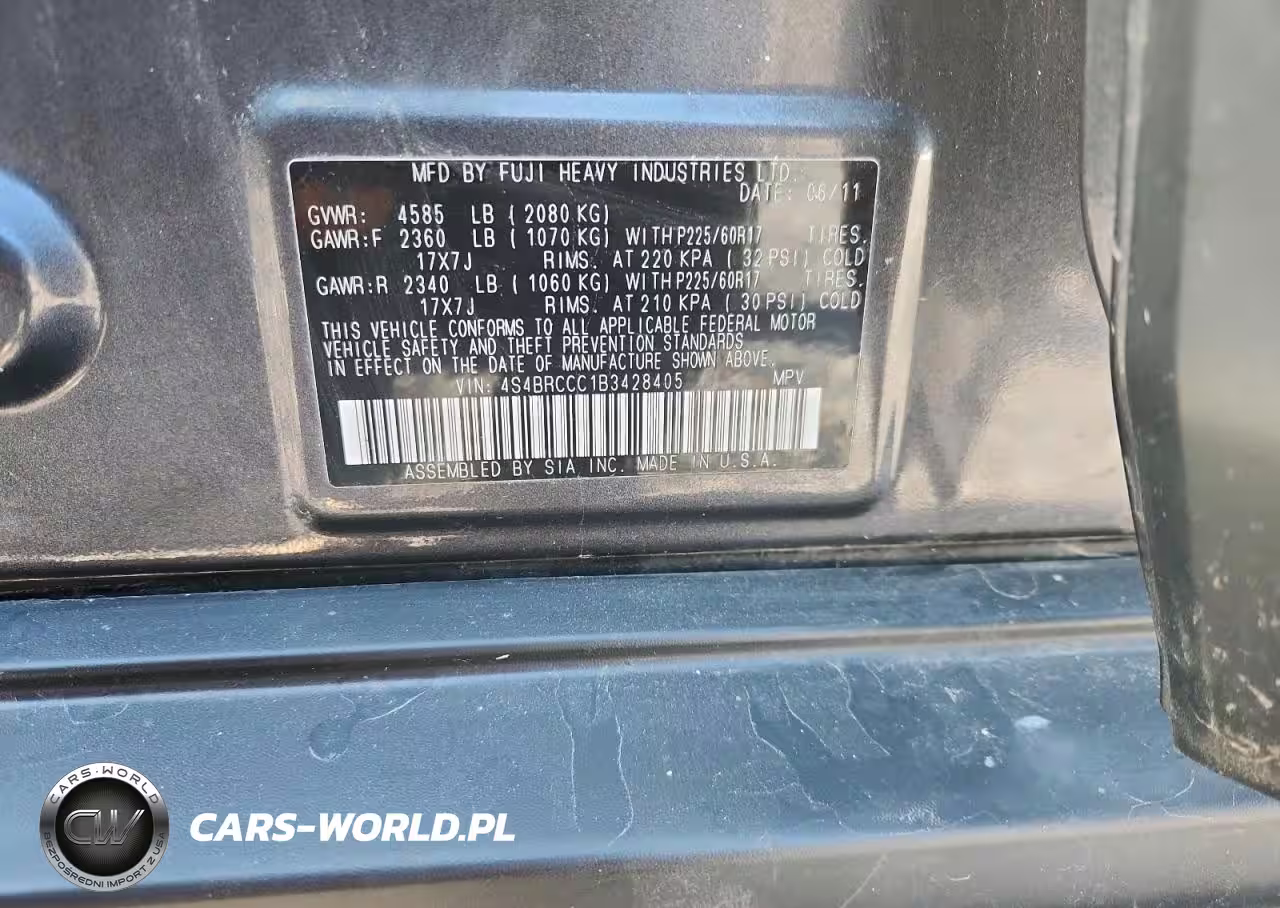 MFD BY FUJI HEAVY INDUSTRIES LTD.
DATE: 06/11
GVWR: 4585 LB ( 2080 KG)
GAWR:F 2360 LB ( 1070 KG) WITH P225/60R17 TIRES.
17X7J RIMS. AT 220 KPA ( 32 PSI) COLD
GAWR:R 2340 LB ( 1060 KG) WITH P225/60R17 TIRES.
17X7J RIMS. AT 210 KPA ( 30 PSI) COLD
THIS VEHICLE CONFORMS TO ALL APPLICABLE FEDERAL MOTOR
VEHICLE SAFETY AND THEFT PREVENTION STANDARDS
IN EFFECT ON THE DATE OF MANUFACTURE SHOWN ABOVE.
VIN: 4S4BRCCC1B3428405 MPV
ASSEMBLED BY SIA INC. MADE IN U.S.A.
CARS-WORLD
CW
BEZPOŚREDNI IMPORT Z USA
CARS-WORLD.PL